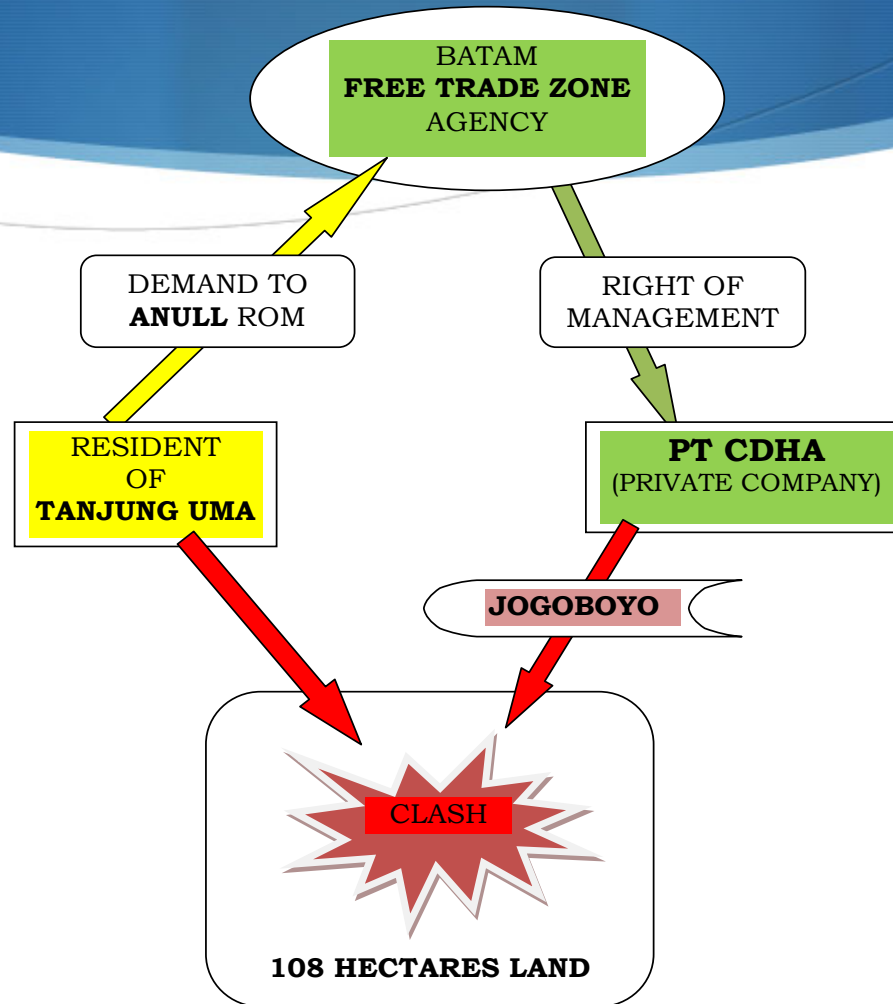 BATAM
FREE TRADE ZONE
AGENCY
DEMAND TO
ANULL ROM
RIGHT OF
MANAGEMENT
RESIDENT
OF
TANJUNG UMA
PT CDHA
(PRIVATE COMPANY)
JOGOBOYO
CLASH
108 HECTARES LAND